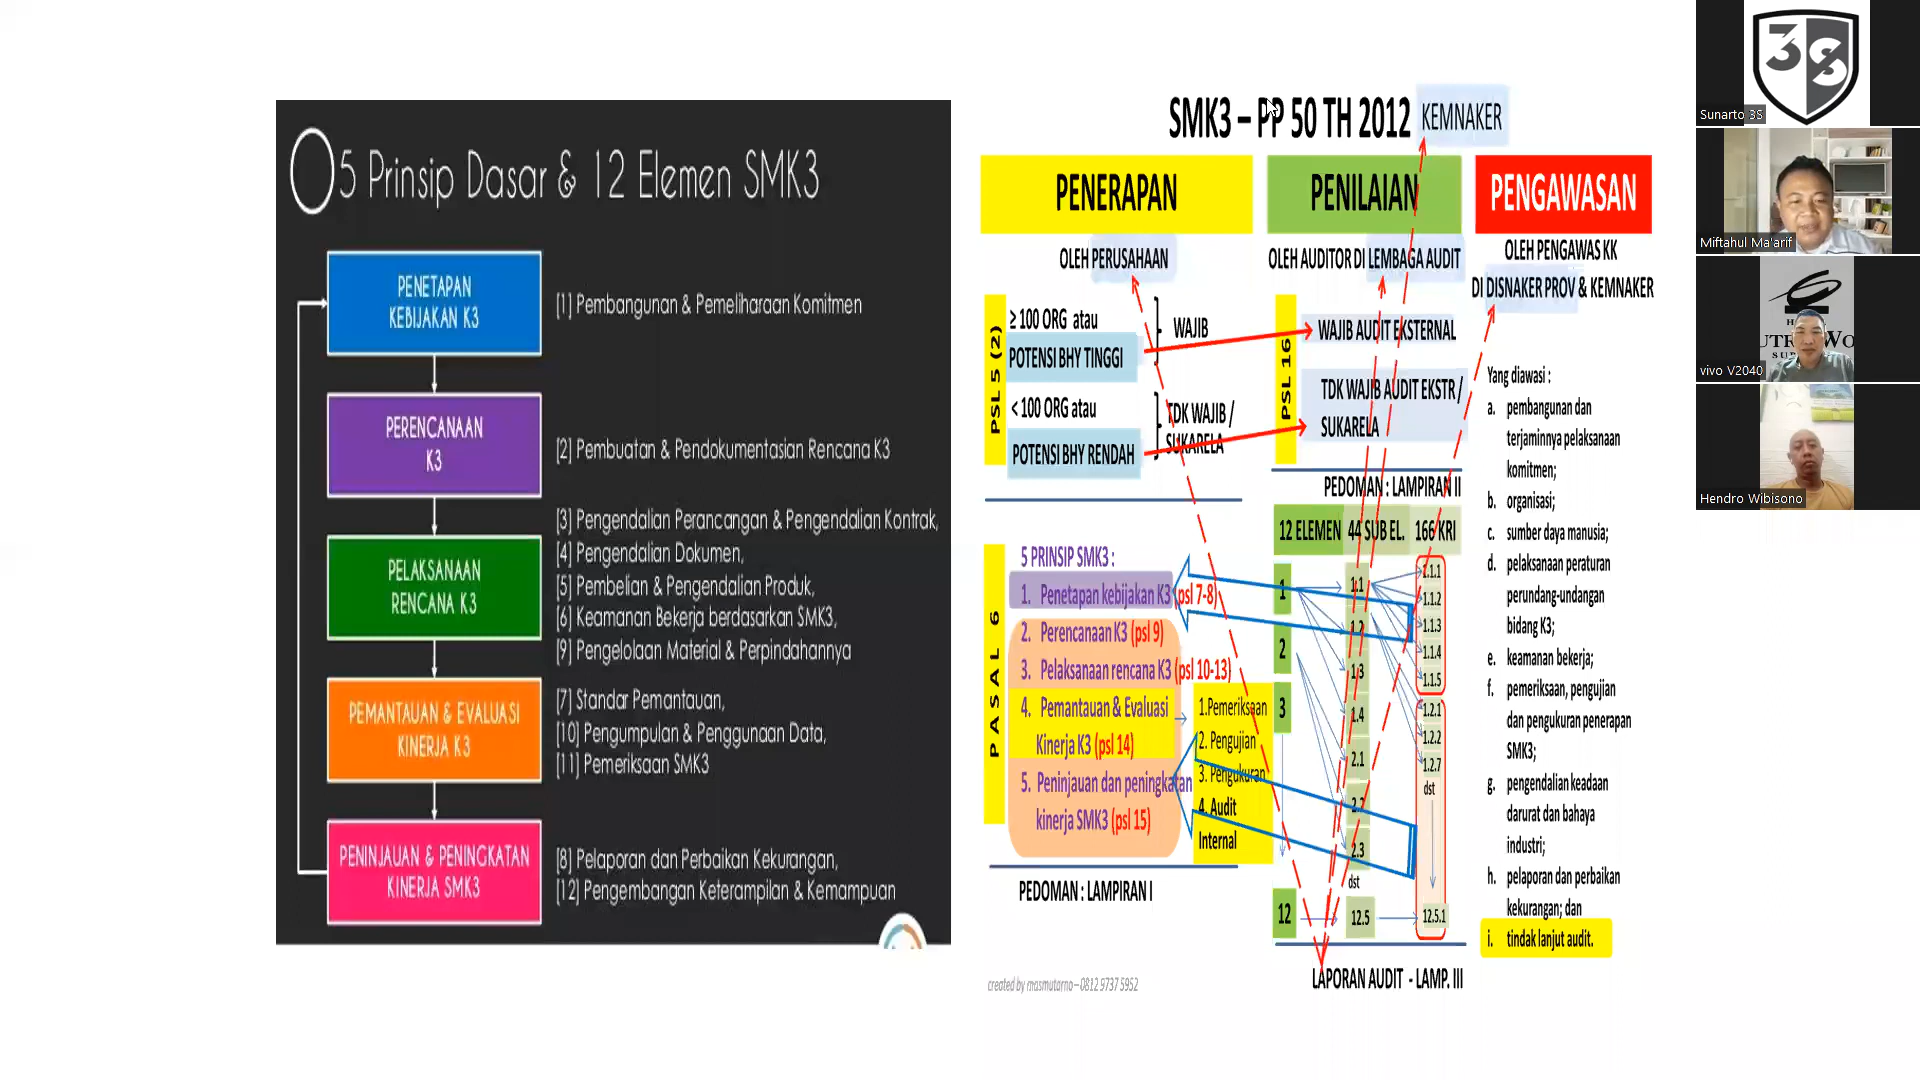 5 Prinsip Dasar & 12 Elemen SMK3
PENETAPAN
KEBIJAKAN K3
[1] Pembangunan & Pemeliharaan Komitmen
PERENCANAAN
K3
[2] Pembuatan & Pendokumentasian Rencana K3
PELAKSANAAN
RENCANA K3
[3] Pengendalian Perancangan & Pengendalian Kontrak,
[4] Pengendalian Dokumen,
[5] Pembelian & Pengendalian Produk,
[6] Keamanan Bekerja berdasarkan SMK3,
[9] Pengelolaan Material & Perpindahannya
PEMANTAUAN & EVALUASI
KINERJA K3
[7] Standar Pemantauan,
[10] Pengumpulan & Penggunaan Data,
[11] Pemeriksaan SMK3
PENINJAUAN & PENINGKATAN
KINERJA SMK3
[8] Pelaporan dan Perbaikan Kekurangan,
[12] Pengembangan Keterampilan & Kemampuan
SMK3 – PP 50 TH 2012 KEMNAKER
PENERAPAN
OLEH PERUSAHAAN
PSL 5 (2)
≥ 100 ORG atau
POTENSI BHY TINGGI
WAJIB
< 100 ORG atau
POTENSI BHY RENDAH
TDK WAJIB /
SUKARELA
PASAL 6
5 PRINSIP SMK3 :
1. Penetapan kebijakan K3 (psl 7-8)
2. Perencanaan K3 (psl 9)
3. Pelaksanaan rencana K3 (psl 10-13)
4. Pemantauan & Evaluasi
Kinerja K3 (psl 14)
5. Peninjauan dan peningkatan
kinerja SMK3 (psl 15)
1.Pemeriksaan
2. Pengujian
3. Pengukuran
4. Audit
Internal
PEDOMAN : LAMPIRAN I
created by masmutarno – 0812 9737 5952
PENILAIAN
OLEH AUDITOR DI LEMBAGA AUDIT
PSL 16
WAJIB AUDIT EKSTERNAL
TDK WAJIB AUDIT EKSTR /
SUKARELA
PEDOMAN : LAMPIRAN II
12 ELEMEN 44 SUB EL. 166 KRI
1
2
3
12
1.1
1.2
1.3
1.4
2.1
2.2
2.3
dst
12.5
1.1.1
1.1.2
1.1.3
1.1.4
1.1.5
1.2.1
1.2.2
1.2.7
dst
12.5.1
LAPORAN AUDIT - LAMP. III
PENGAWASAN
OLEH PENGAWAS KK
DI DISNAKER PROV & KEMNAKER
Yang diawasi :
a. pembangunan dan
terjaminnya pelaksanaan
komitmen;
b. organisasi;
c. sumber daya manusia;
d. pelaksanaan peraturan
perundang-undangan
bidang K3;
e. keamanan bekerja;
f. pemeriksaan, pengujian
dan pengukuran penerapan
SMK3;
g. pengendalian keadaan
darurat dan bahaya
industri;
h. pelaporan dan perbaikan
kekurangan; dan
i. tindak lanjut audit.
3S
Sunarto 3S
Miftahul Ma'arif
vivo V2040
Hendro Wibisono